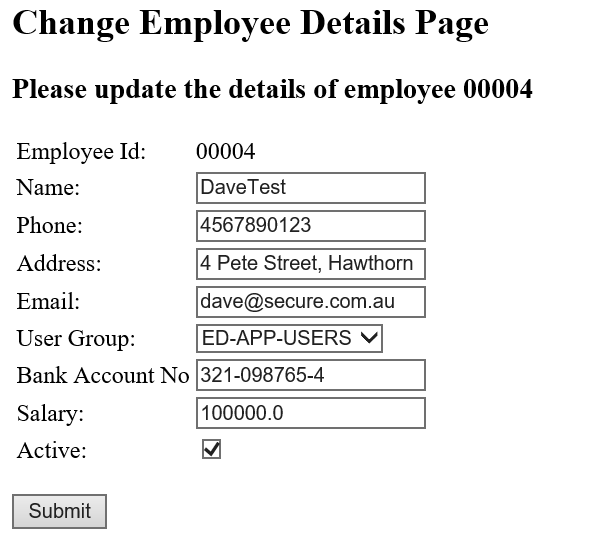 Change Employee Details Page
Please update the details of employee 00004
Employee Id: 00004
Name: DaveTest
Phone: 4567890123
Address: 4 Pete Street, Hawthorn
Email: dave@secure.com.au
User Group: ED-APP-USERS
Bank Account No 321-098765-4
Salary: 100000.0
Active:
Submit